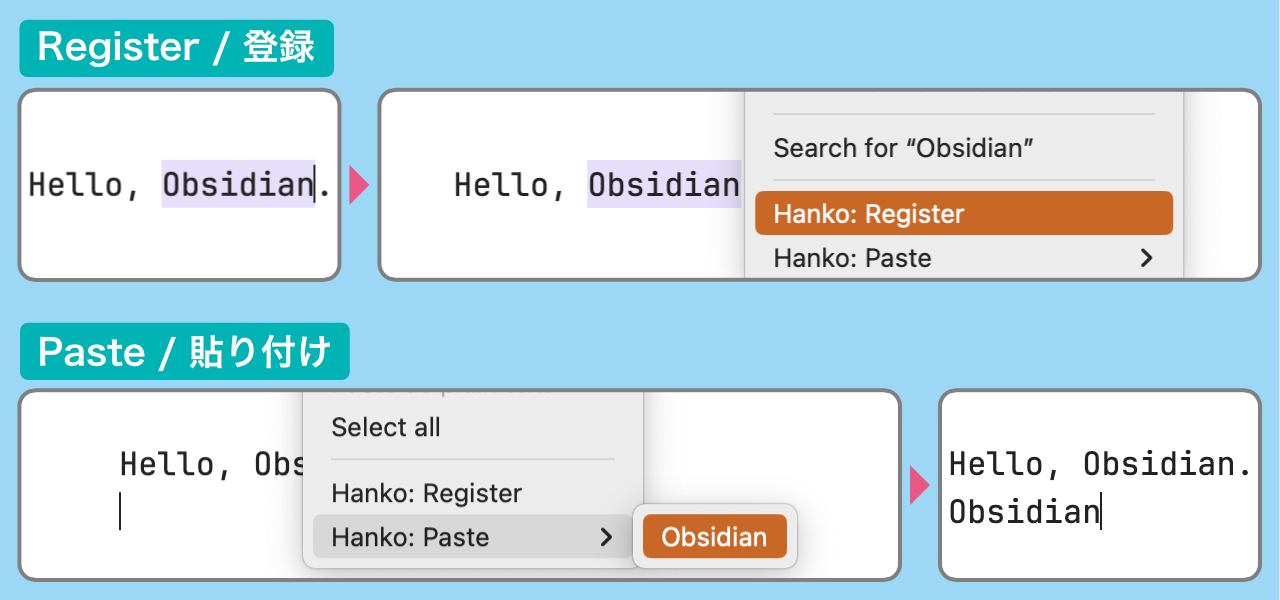 Register / 登録
Hello, Obsidian.
Hello, Obsidian
Search for “Obsidian”
Hanko: Register
Hanko: Paste
Paste / 貼り付け
Select all
Hello, Obs
Hanko: Register
Hanko: Paste
Obsidian
Hello, Obsidian.
Obsidian